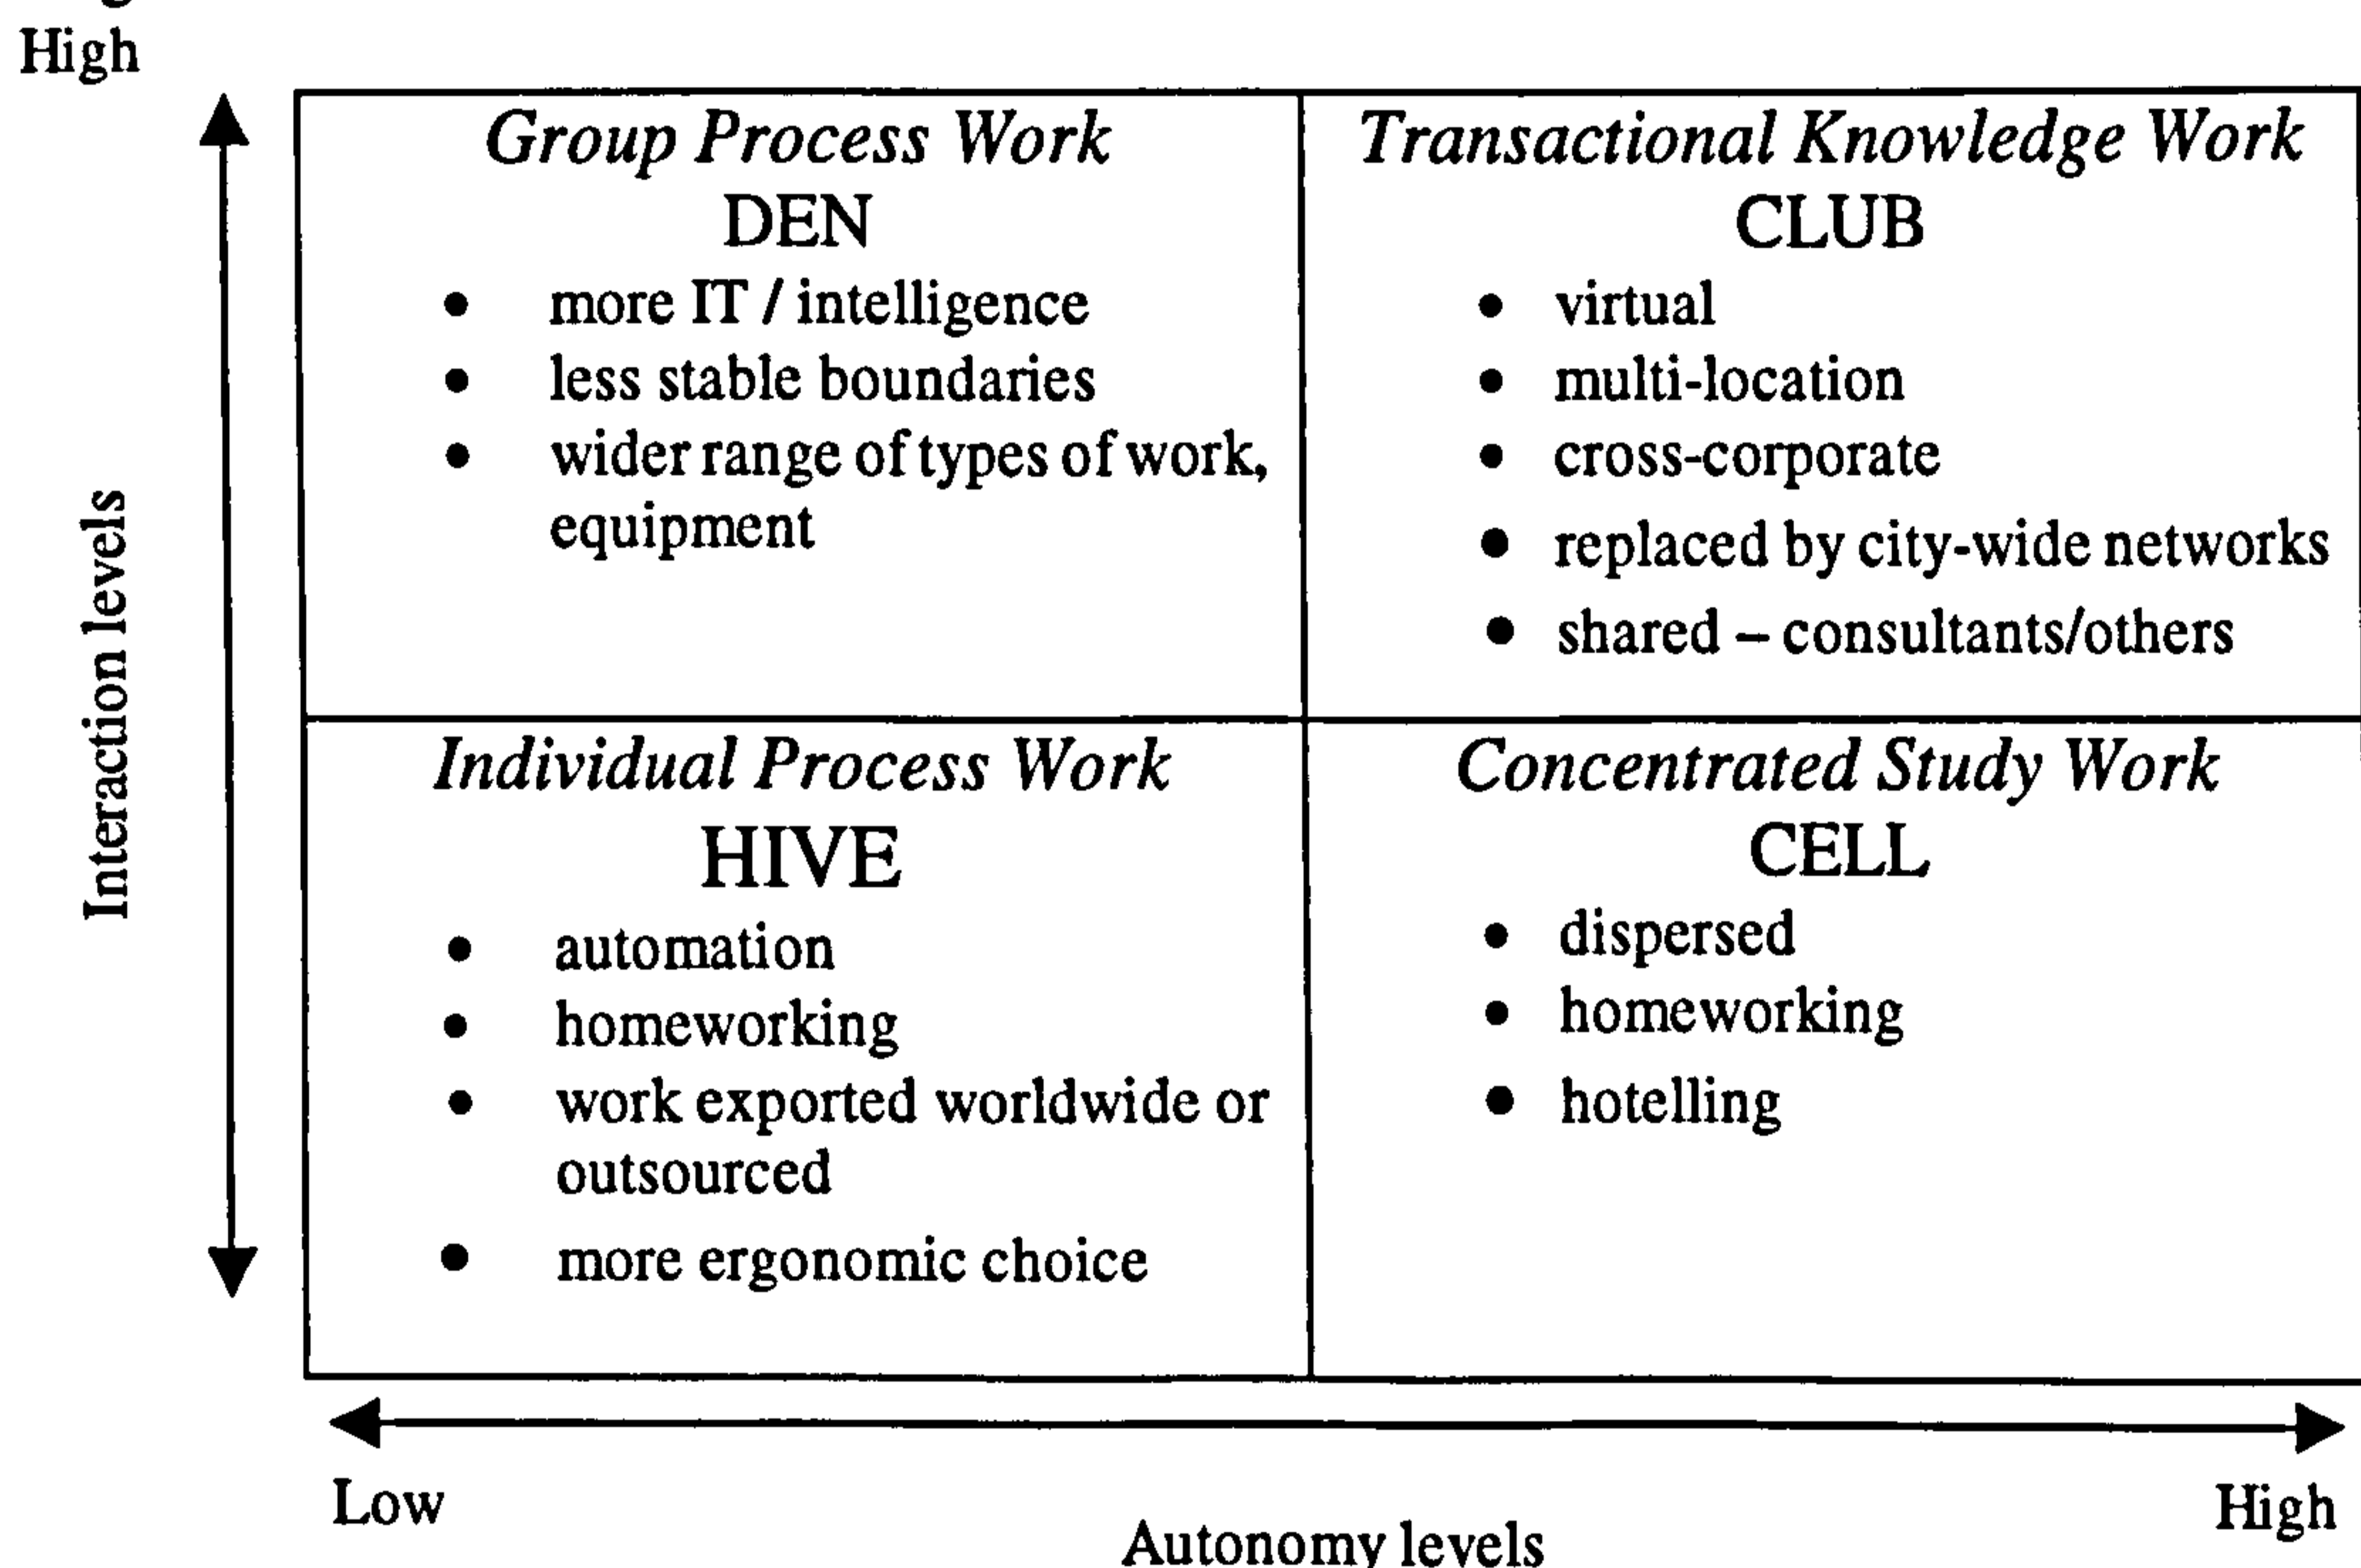 High
Group Process Work
DEN
• more IT / intelligence
• less stable boundaries
• wider range of types of work,
equipment
Transactional Knowledge Work
CLUB
• virtual
• multi-location
• cross-corporate
• replaced by city-wide networks
• shared – consultants/others
Interaction levels
Individual Process Work
HIVE
• automation
• homeworking
• work exported worldwide or
outsourced
• more ergonomic choice
Concentrated Study Work
CELL
• dispersed
• homeworking
• hotelling
Low
High
Autonomy levels